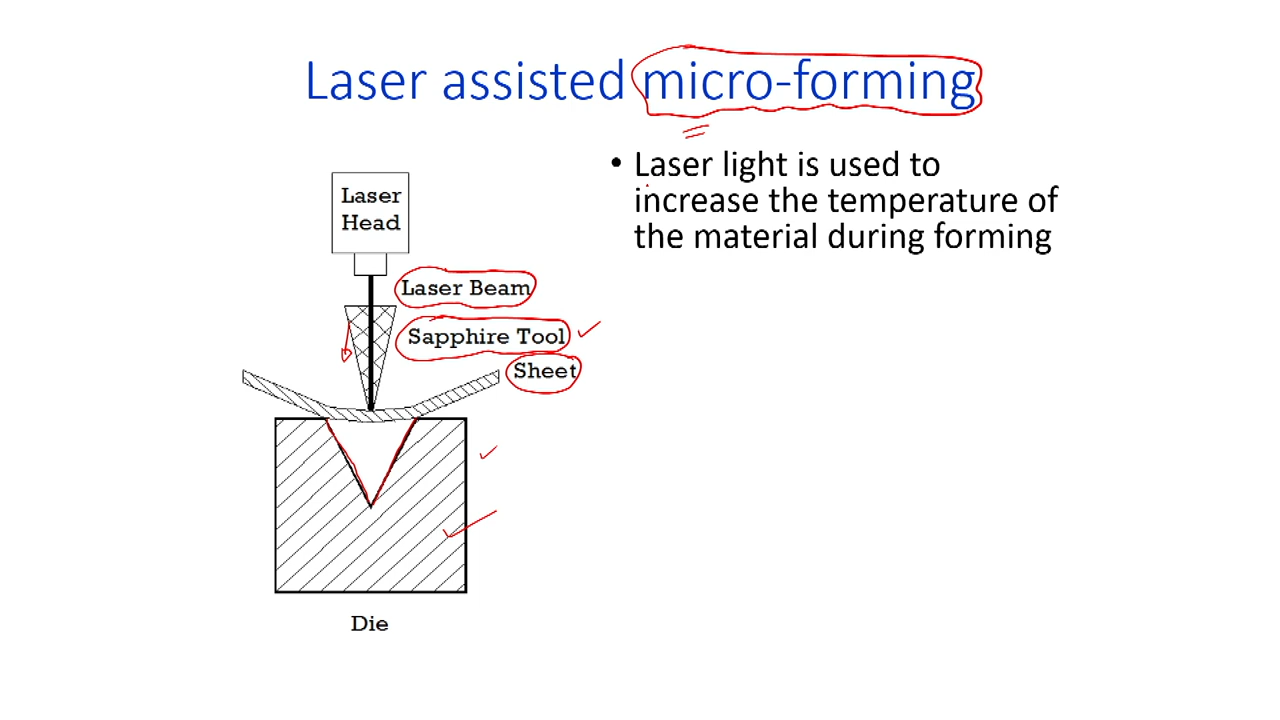 Laser assisted micro-forming
• Laser light is used to
increase the temperature of
the material during forming
Laser
Head
Laser Beam
Sapphire Tool
Sheet
Die